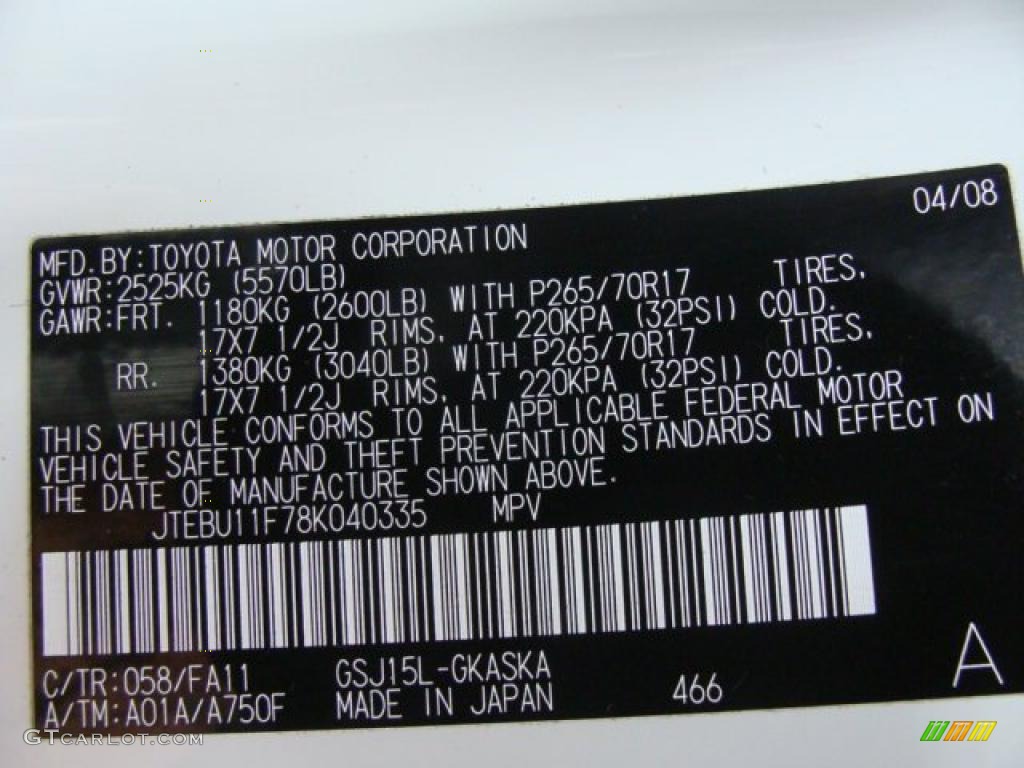 04/08
MFD.BY:TOYOTA MOTOR CORPORATION
GVWR:2525KG (5570LB)
GAWR:FRT. 1180KG (2600LB) WITH P265/70R17 TIRES,
17X7 1/2J RIMS, AT 220KPA (32PSI) COLD.
RR. 1380KG (3040LB) WITH P265/70R17 TIRES,
17X7 1/2J RIMS, AT 220KPA (32PSI) COLD.
THIS VEHICLE CONFORMS TO ALL APPLICABLE FEDERAL MOTOR
VEHICLE SAFETY AND THEFT PREVENTION STANDARDS IN EFFECT ON
THE DATE OF MANUFACTURE SHOWN ABOVE.
JTEBU11F78K040335 MPV
C/TR:058/FA11 GSJ15L-GKASKA
A/TM:A01A/A750F MADE IN JAPAN 466 A
GTCARLOT.COM